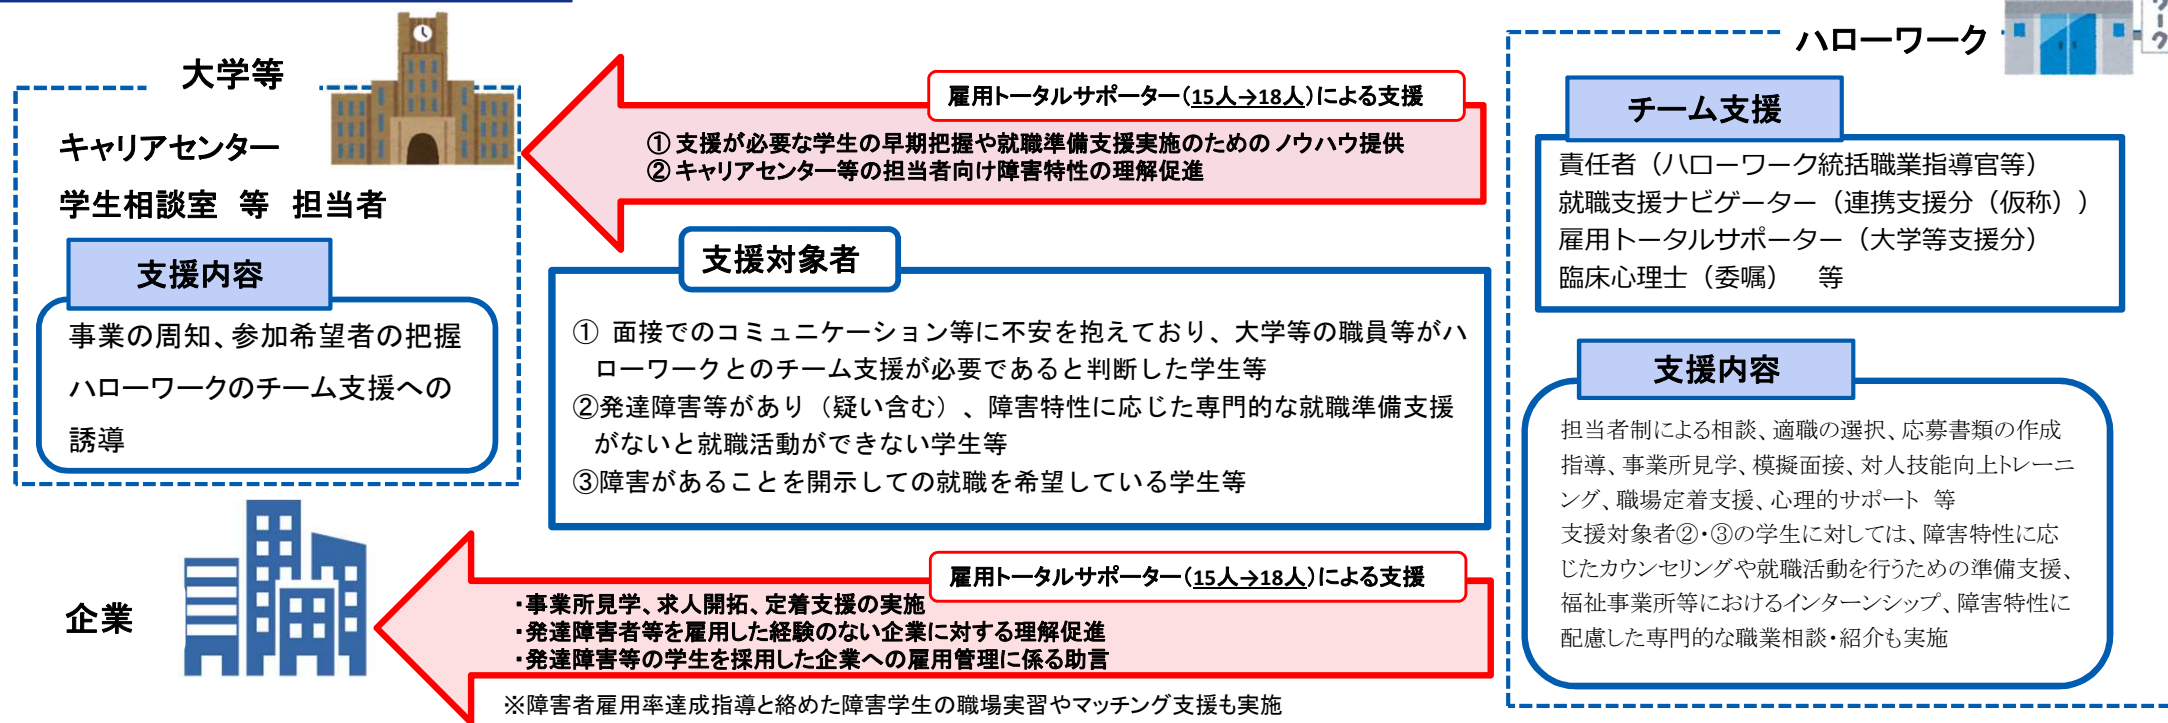 大学等
キャリアセンター
学生相談室 等 担当者
支援内容
事業の周知、参加希望者の把握
ハローワークのチーム支援への
誘導
雇用トータルサポーター（15人→18人）による支援
① 支援が必要な学生の早期把握や就職準備支援実施のためのノウハウ提供
② キャリアセンター等の担当者向け障害特性の理解促進
支援対象者
① 面接でのコミュニケーション等に不安を抱えており、大学等の職員等がハ
ローワークとのチーム支援が必要であると判断した学生等
②発達障害等があり（疑い含む）、障害特性に応じた専門的な就職準備支援
がないと就職活動ができない学生等
③障害があることを開示しての就職を希望している学生等
企業
雇用トータルサポーター（15人→18人）による支援
・事業所見学、求人開拓、定着支援の実施
・発達障害者等を雇用した経験のない企業に対する理解促進
・発達障害等の学生を採用した企業への雇用管理に係る助言
※障害者雇用率達成指導と絡めた障害学生の職場実習やマッチング支援も実施
ハローワーク
ワーク
チーム支援
責任者（ハローワーク統括職業指導官等）
就職支援ナビゲーター（連携支援分（仮称））
雇用トータルサポーター（大学等支援分）
臨床心理士（委嘱） 等
支援内容
担当者制による相談、適職の選択、応募書類の作成
指導、事業所見学、模擬面接、対人技能向上トレーニ
ング、職場定着支援、心理的サポート 等
支援対象者②・③の学生に対しては、障害特性に応
じたカウンセリングや就職活動を行うための準備支援、
福祉事業所等におけるインターンシップ、障害特性に
配慮した専門的な職業相談・紹介も実施